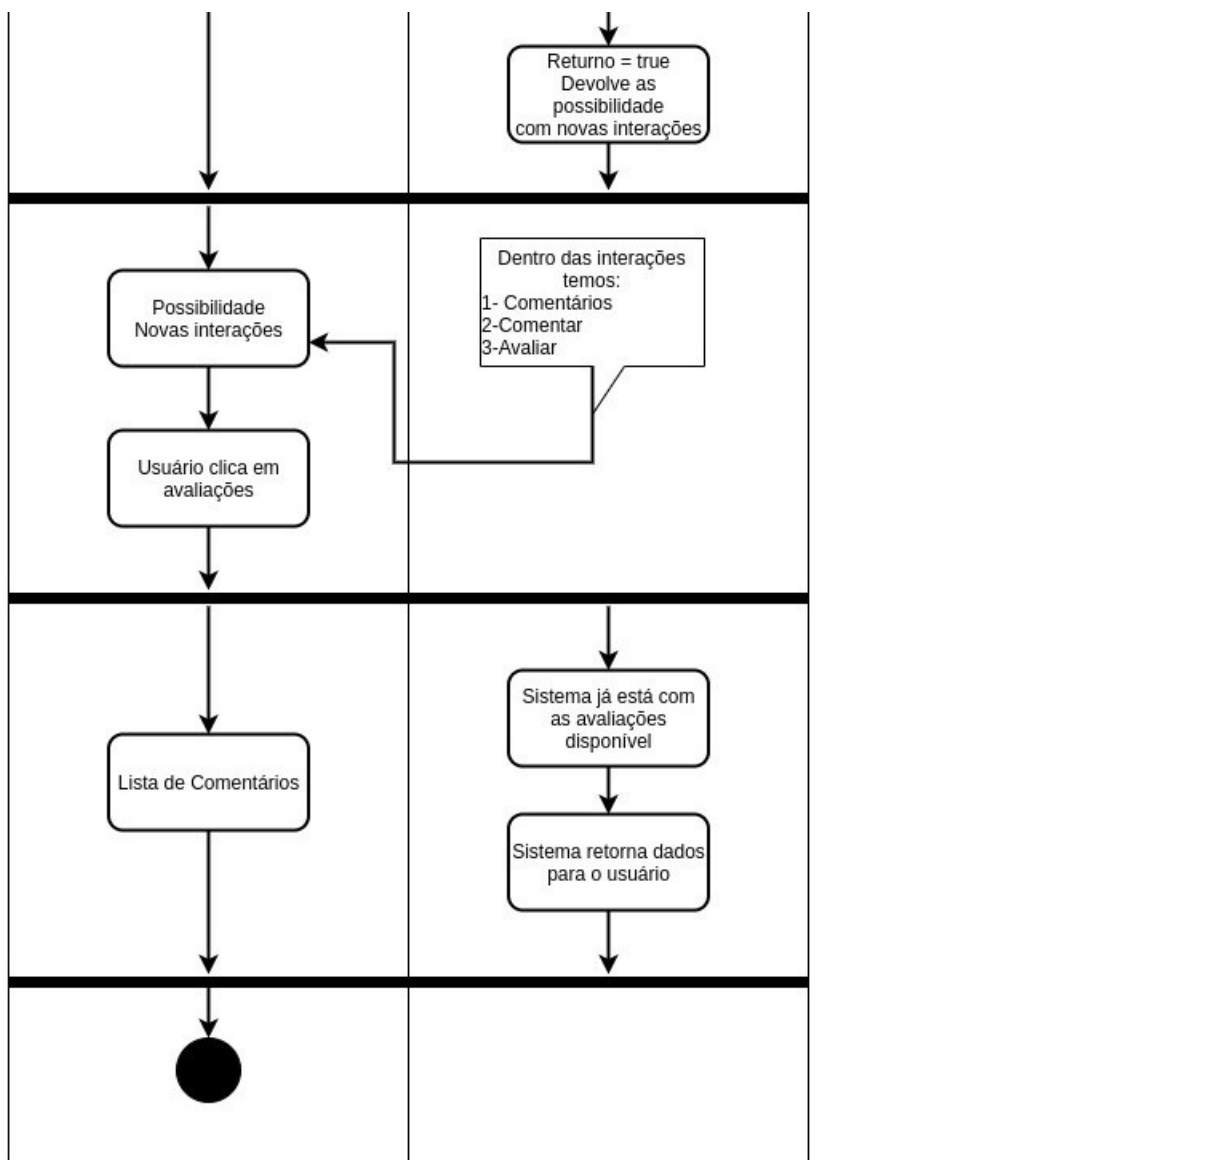 Returno = true
Devolve as
possibilidade
com novas interações
Dentro das interações
temos:
1- Comentários
2-Comentar
3-Avaliar
Possibilidade
Novas interações
Usuário clica em
avaliações
Sistema já está com
as avaliações
disponível
Lista de Comentários
Sistema retorna dados
para o usuário